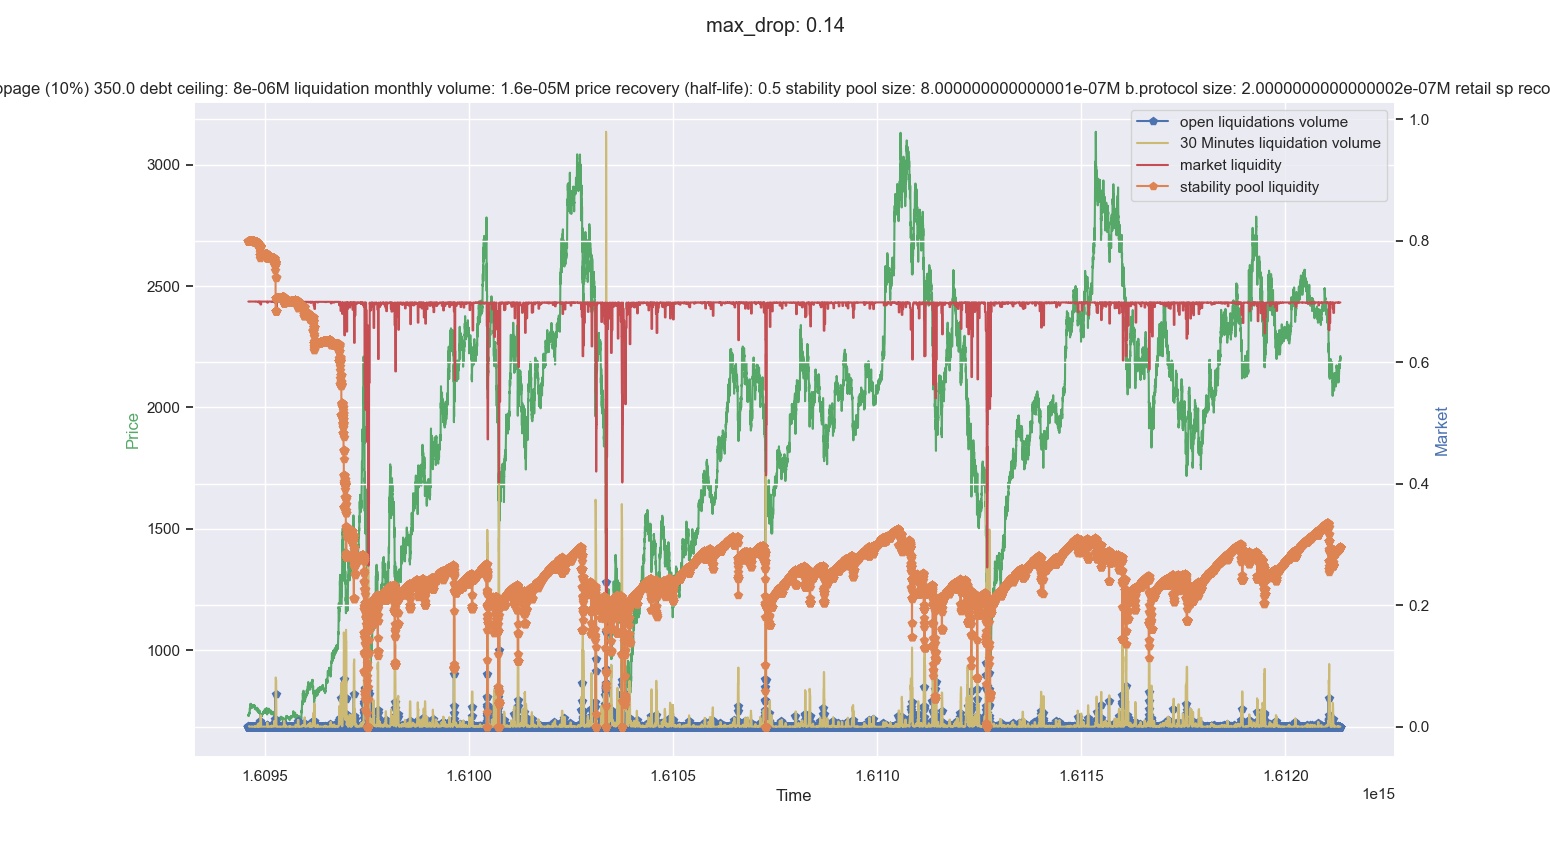 max_drop: 0.14
ppage (10%) 350.0 debt ceiling: 8e-06M liquidation monthly volume: 1.6e-05M price recovery (half-life): 0.5 stability pool size: 8.000000000000001e-07M b.protocol size: 2.0000000000000002e-07M retail sp reco
open liquidations volume
30 Minutes liquidation volume
market liquidity
stability pool liquidity
3000
2500
2000
1500
1000
Price
1.0
0.8
0.6
0.4
0.2
0.0
Market
1.6095 1.6100 1.6105 1.6110 1.6115 1.6120
Time
1e15